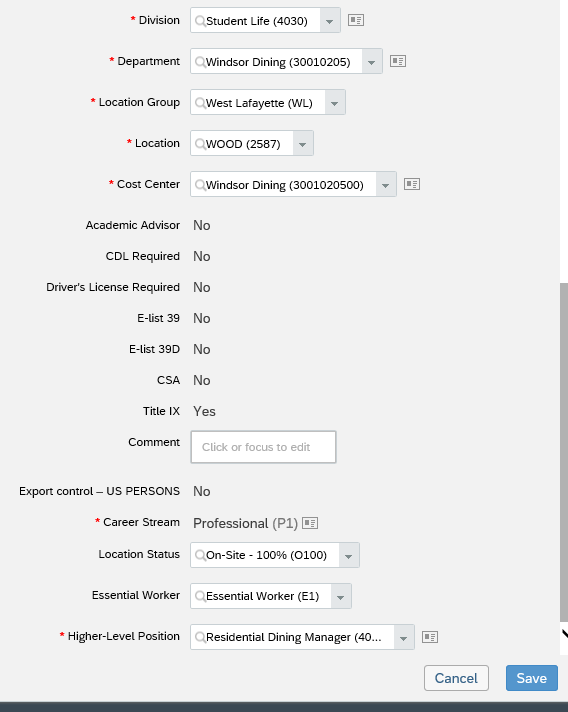 * Division Student Life (4030)
* Department Windsor Dining (30010205)
* Location Group West Lafayette (WL)
* Location WOOD (2587)
* Cost Center Windsor Dining (3001020500)
Academic Advisor No
CDL Required No
Driver's License Required No
E-list 39 No
E-list 39D No
CSA No
Title IX Yes
Comment Click or focus to edit
Export control – US PERSONS No
* Career Stream Professional (P1)
Location Status On-Site - 100% (O100)
Essential Worker Essential Worker (E1)
* Higher-Level Position Residential Dining Manager (40...
Cancel Save